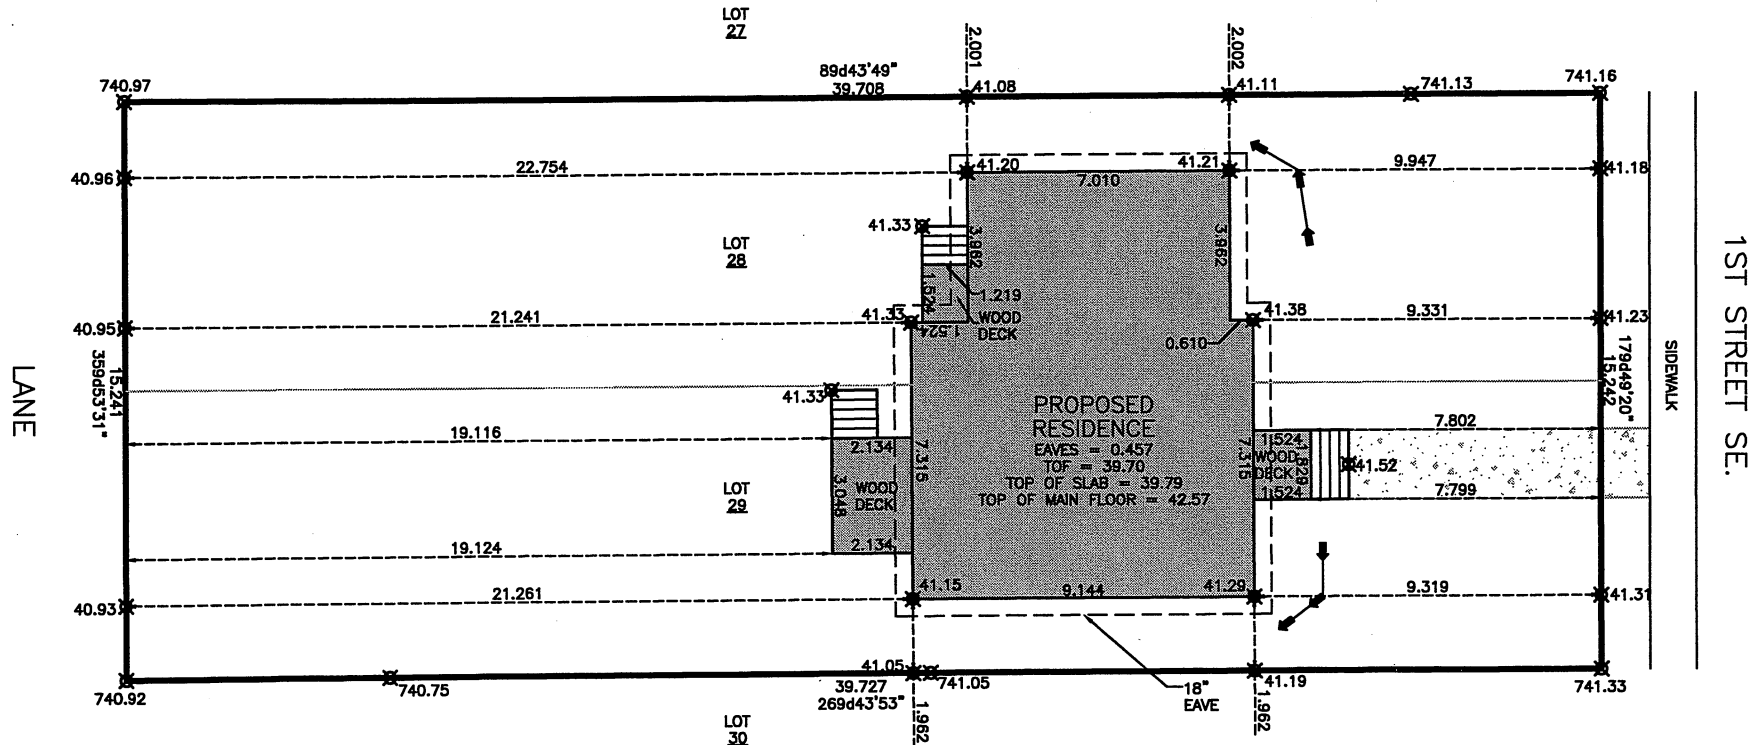 LOT
27
2.001
2.002
740.97
89d43'49"
39.708
41.08
41.11
741.13
741.16
40.96
22.754
41.20
41.21
7.010
9.947
41.18
41.33
3.962
3.962
LOT
28
1.524
1.219
WOOD
DECK
40.95
21.241
41.33
1.524
41.38
9.331
41.23
0.610
LANE
359d53'31"
15.241
41.33
179d49'20"
15.242
SIDEWALK
1ST STREET SE.
PROPOSED
RESIDENCE
EAVES = 0.457
TOF = 39.70
TOP OF SLAB = 39.79
TOP OF MAIN FLOOR = 42.57
19.116
2.134
7.315
7.315
1.524
WOOD
DECK
1.829
1.524
7.802
41.52
7.799
LOT
29
3.048
WOOD
DECK
19.124
2.134
40.93
21.261
41.15
9.144
41.29
9.319
41.31
740.92
740.75
41.05
39.727
269d43'53"
741.05
1.962
18"
EAVE
41.19
1.962
741.33
LOT
30